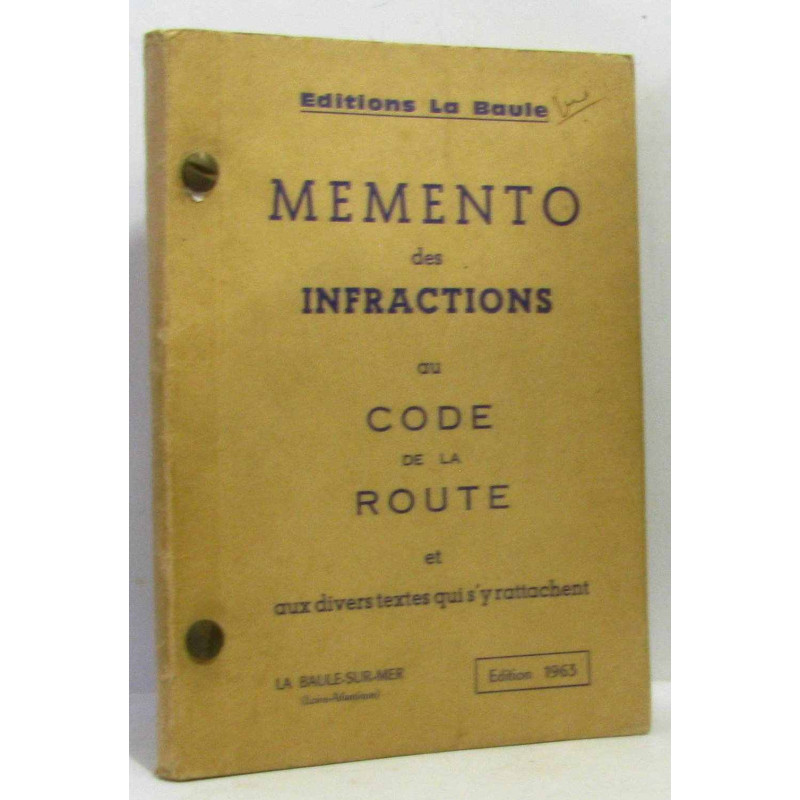 Editions La Baule
MEMENTO
des
INFRACTIONS
au
CODE
DE LA
ROUTE
et
aux divers textes qui s'y rattachent
LA BAULE-SUR-MER
(Loire-Atlantique)
Edition 1963